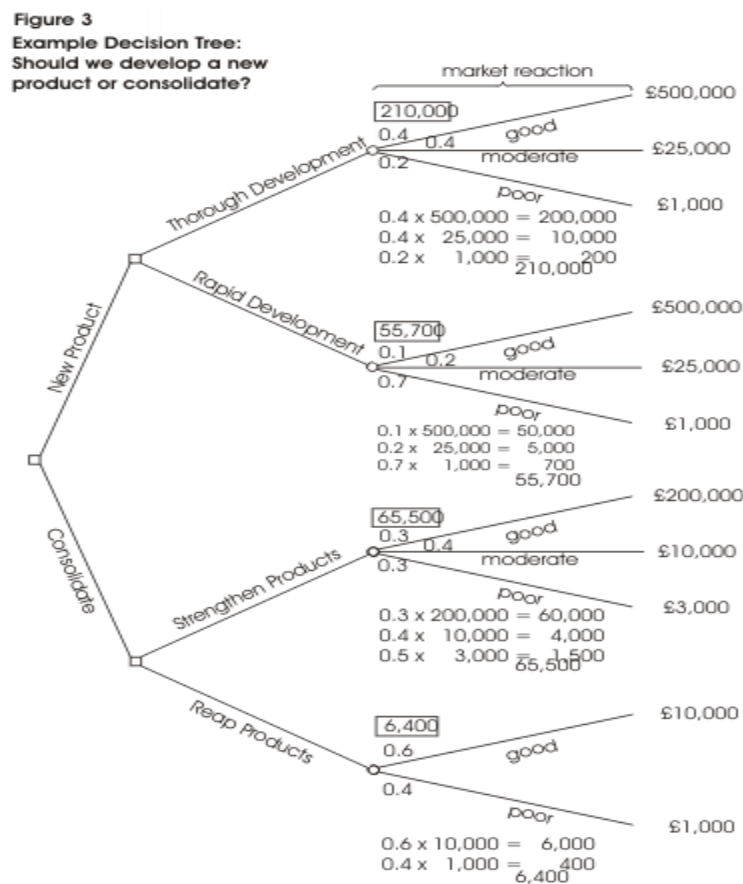 Figure 3
Example Decision Tree:
Should we develop a new
product or consolidate?
market reaction
210,000
0.4
0.4
0.2
good
moderate
poor
£500,000
£25,000
£1,000
Thorough Development
0.4 x 500,000 = 200,000
0.4 x 25,000 = 10,000
0.2 x 1,000 = 200
210,000
Rapid Development
55,700
0.1
0.2
0.7
good
moderate
poor
£500,000
£25,000
£1,000
0.1 x 500,000 = 50,000
0.2 x 25,000 = 5,000
0.7 x 1,000 = 700
55,700
New Product
Consolidate
Strengthen Products
65,500
0.3
0.4
0.3
good
moderate
poor
£200,000
£10,000
£3,000
0.3 x 200,000 = 60,000
0.4 x 10,000 = 4,000
0.5 x 3,000 = 1,500
65,500
Reap Products
6,400
0.6
0.4
good
poor
£10,000
£1,000
0.6 x 10,000 = 6,000
0.4 x 1,000 = 400
6,400